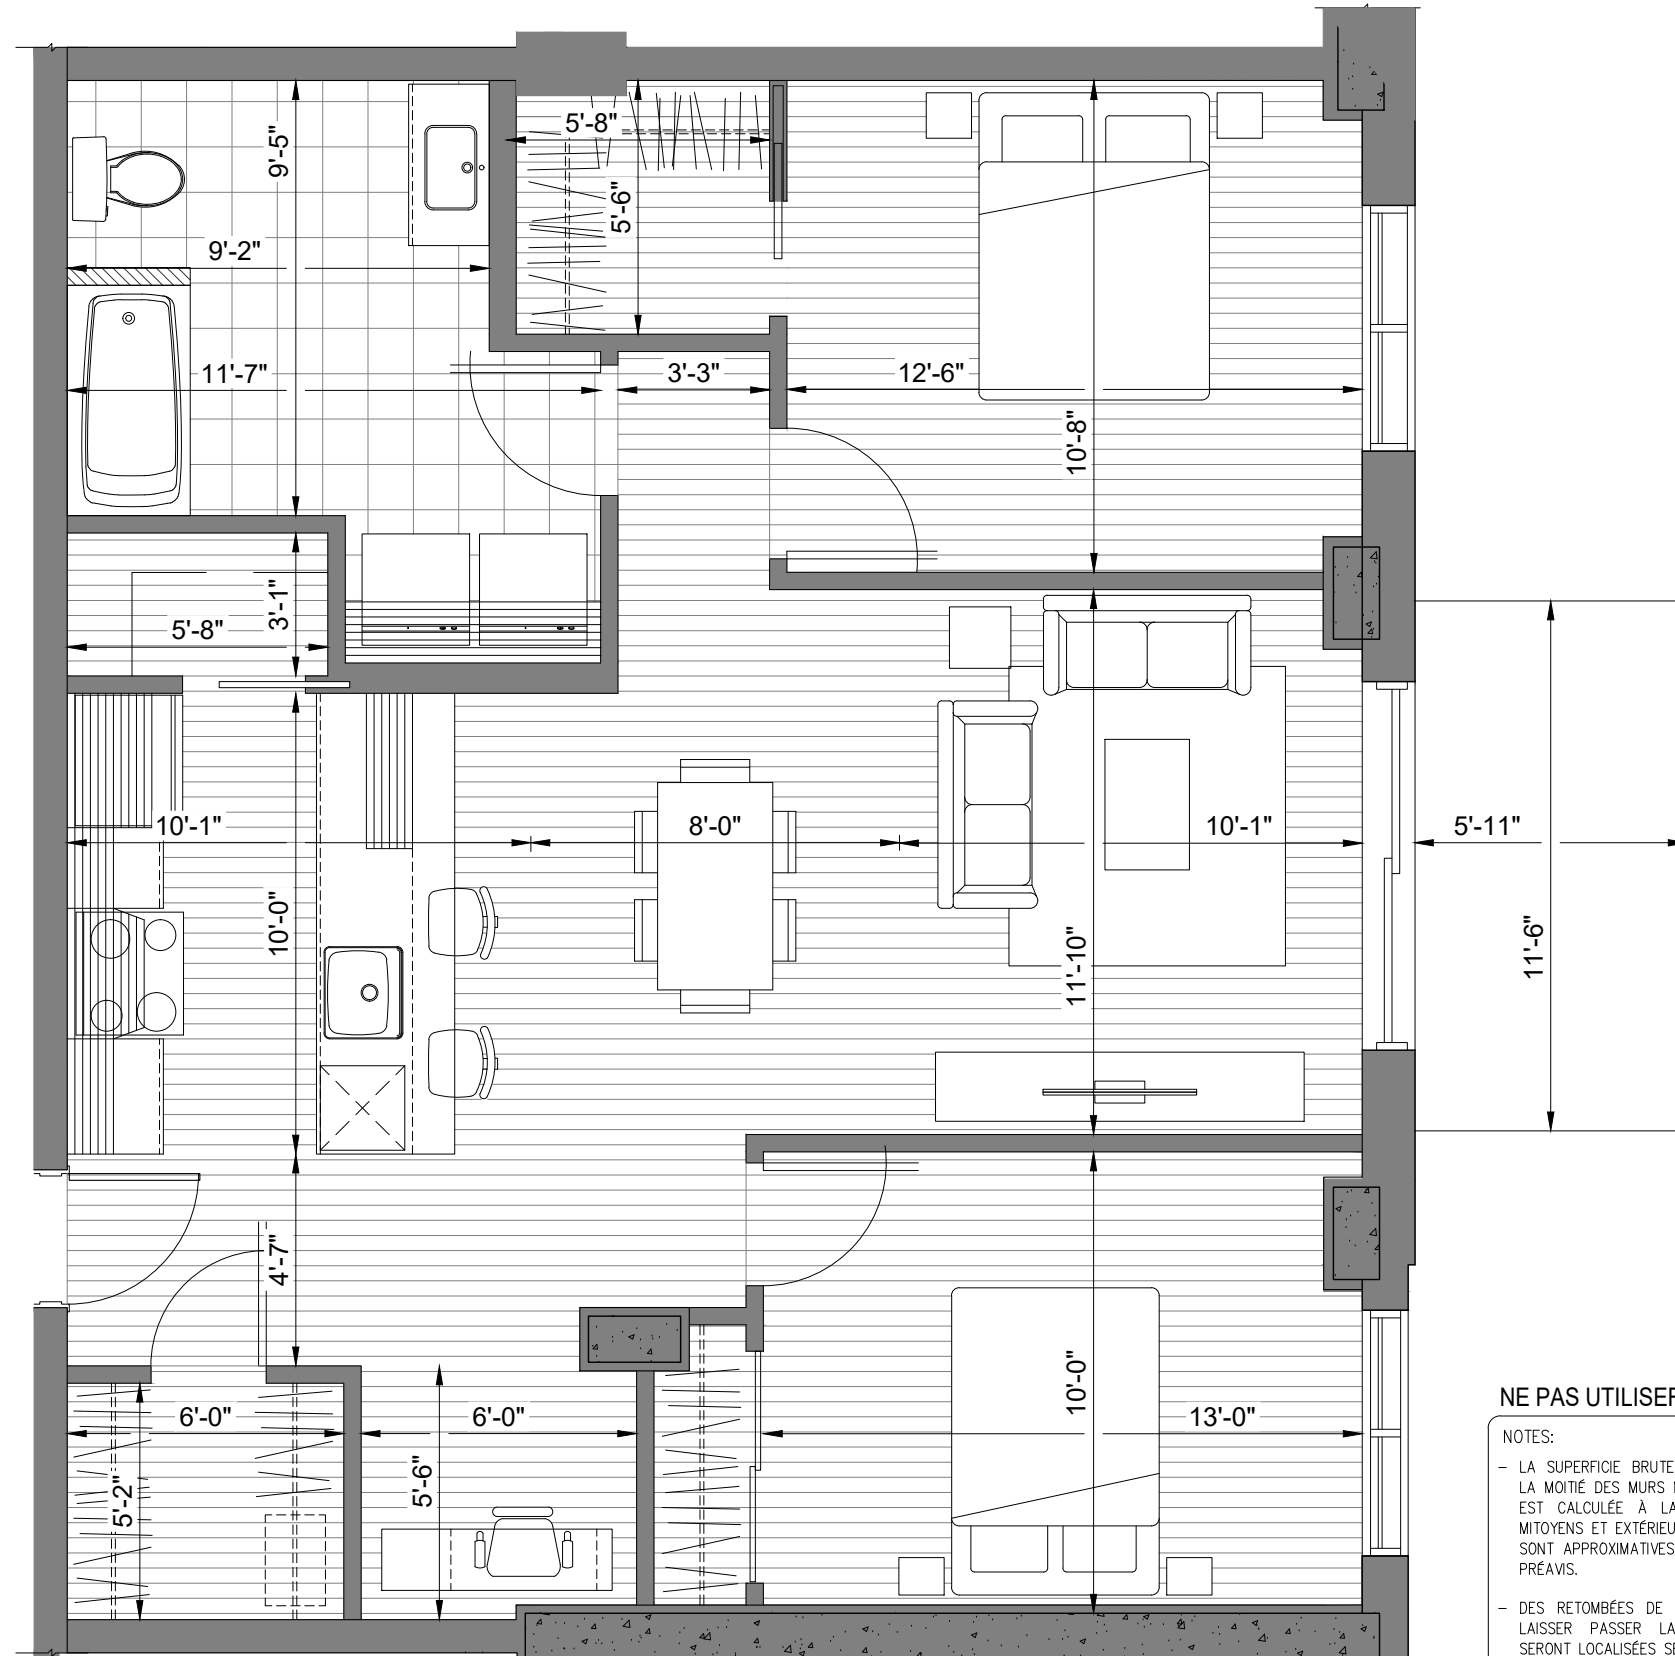 9'-5"
5'-8"
5'-6"
9'-2"
11'-7"
3'-3"
12'-6"
10'-8"
3'-1"
5'-8"
10'-1"
8'-0"
10'-1"
5'-11"
10'-0"
11'-10"
11'-6"
4'-7"
10'-0"
6'-0"
6'-0"
13'-0"
5'-2"
5'-6"
NE PAS UTILISER
NOTES:
– LA SUPERFICIE BRUTE
LA MOITIÉ DES MURS
EST CALCULÉE À LA
MITOYENS ET EXTÉRIEU
SONT APPROXIMATIVES
PRÉAVIS.
– DES RETOMBÉES DE
LAISSER PASSER LA
SERONT LOCALISÉES SE